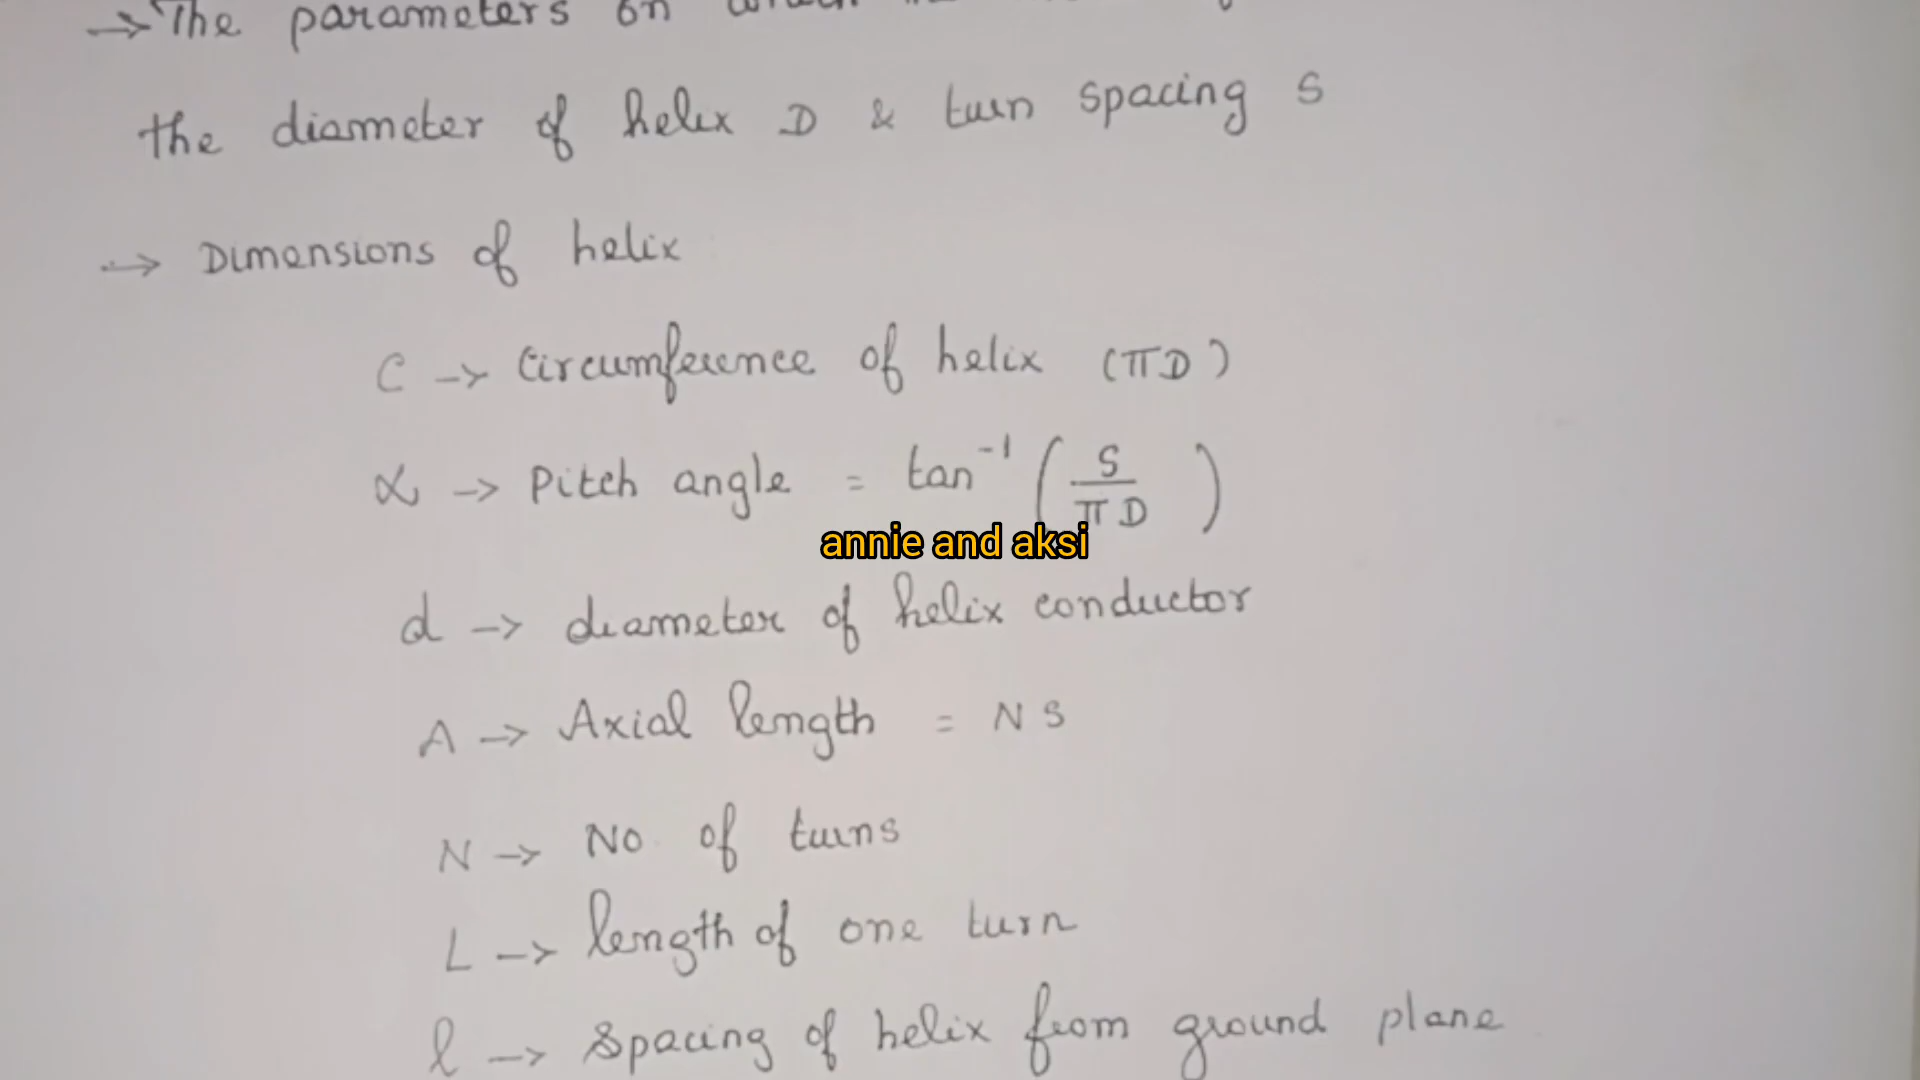 → The parameters on
the diameter of helix D & turn spacing S
→ Dimensions of helix
C → Circumference of helix (πD)
α → Pitch angle = tan⁻¹ (S/πD)
annie and aksi
d → diameter of helix conductor
A → Axial length = NS
N → No of turns
L → length of one turn
l → spacing of helix from ground plane